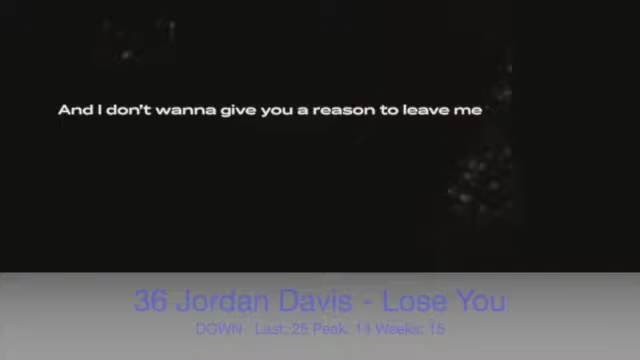 And I don't wanna give you a reason to leave me
36 Jordan Davis - Lose You
DOWN Last: 25 Peak: 14 Weeks: 15